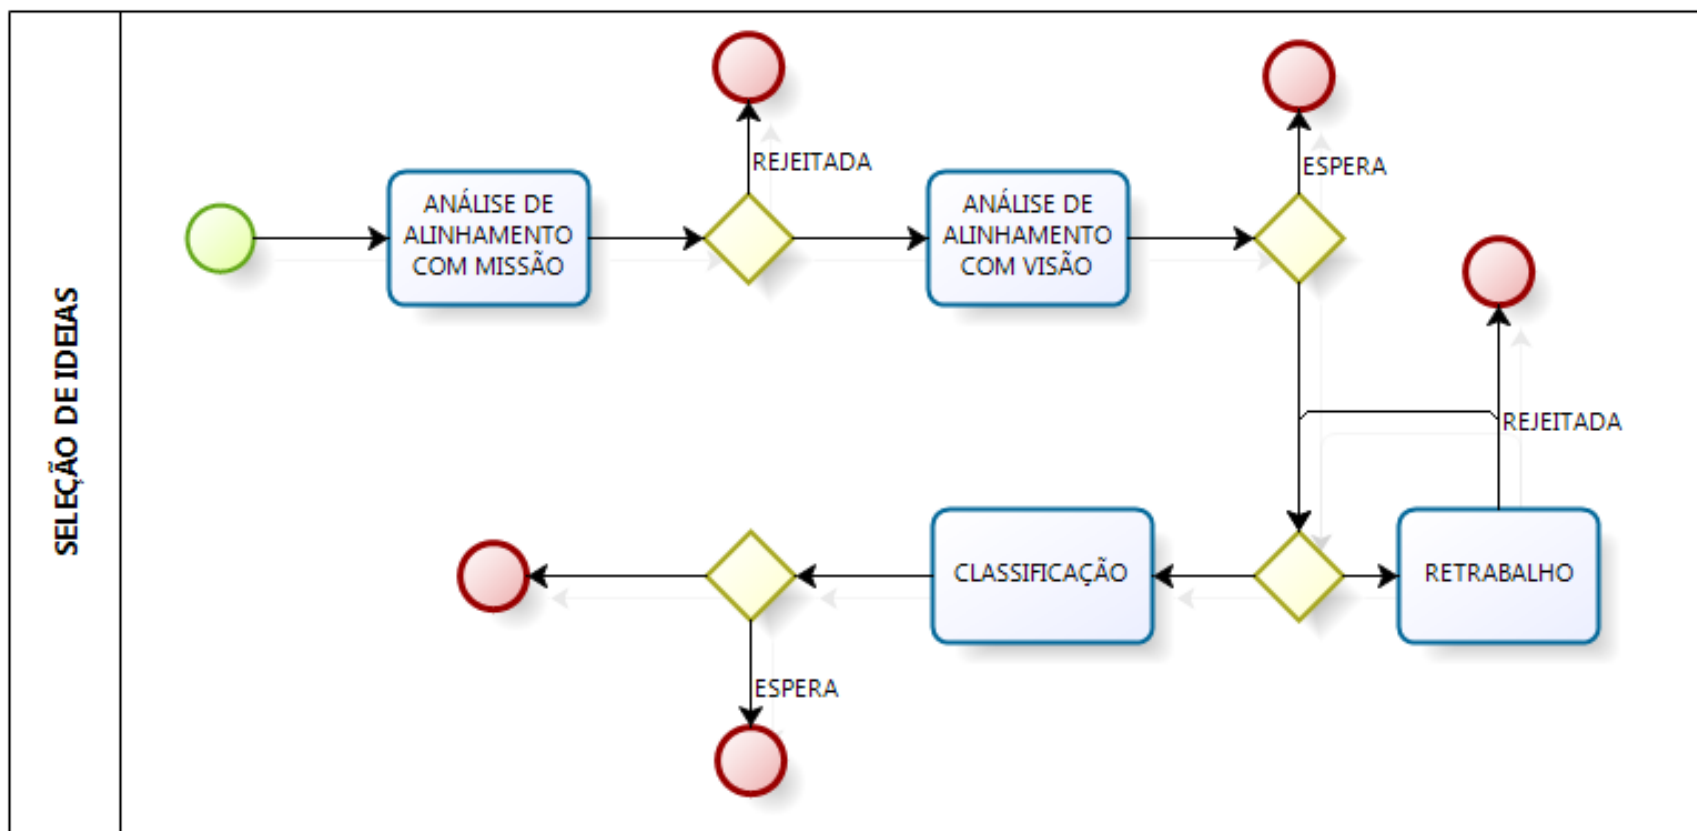 SELEÇÃO DE IDEIAS
REJEITADA
ESPERA
ANÁLISE DE
ALINHAMENTO
COM MISSÃO
ANÁLISE DE
ALINHAMENTO
COM VISÃO
REJEITADA
CLASSIFICAÇÃO
RETRABALHO
ESPERA